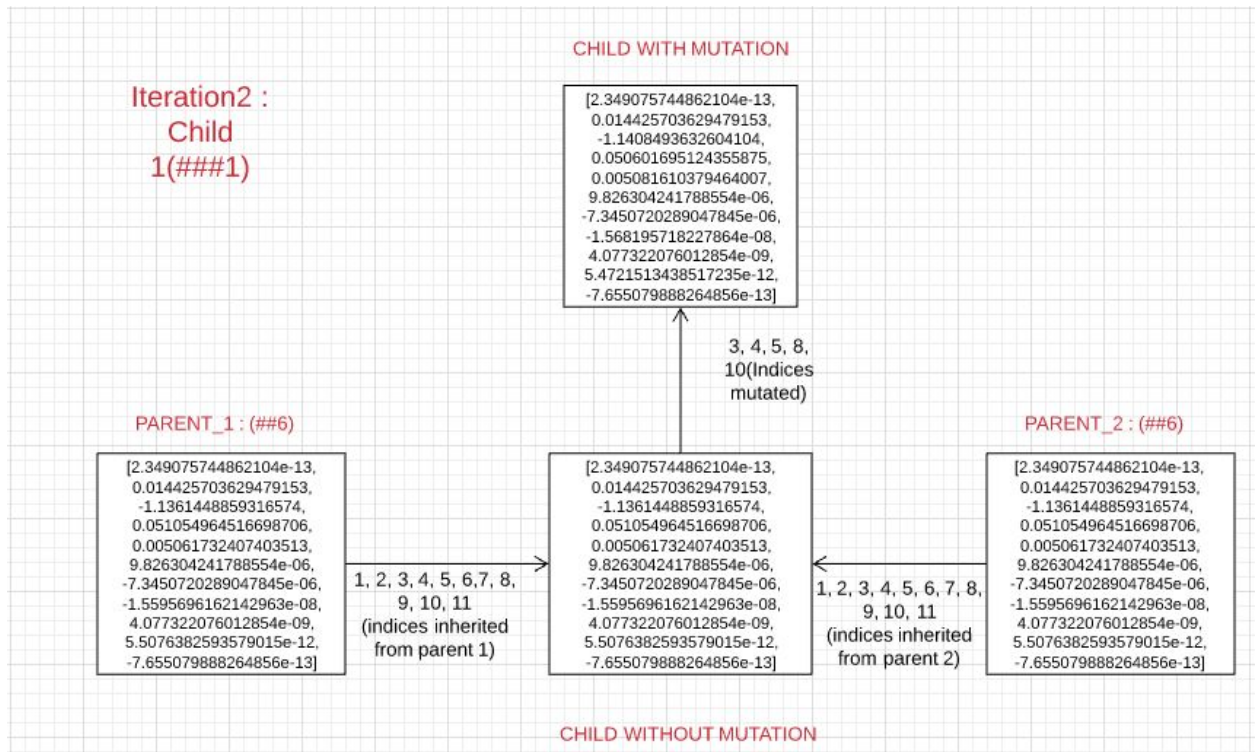 CHILD WITH MUTATION
Iteration2 :
Child
1(###1)
[2.349075744862104e-13,
0.014425703629479153,
-1.1408493632604104,
0.050601695124355875,
0.005081610379464007,
9.826304241788554e-06,
-7.3450720289047845e-06,
-1.568195718227864e-08,
4.077322076012854e-09,
5.4721513438517235e-12,
-7.655079888264856e-13]
3, 4, 5, 8,
10(Indices
mutated)
PARENT_1 : (##6)
[2.349075744862104e-13,
0.014425703629479153,
-1.1361448859316574,
0.051054964516698706,
0.005061732407403513,
9.826304241788554e-06,
-7.3450720289047845e-06,
-1.5595696162142963e-08,
4.077322076012854e-09,
5.50763825935790​15e-12,
-7.655079888264856e-13]
1, 2, 3, 4, 5, 6,7, 8,
9, 10, 11
(indices inherited
from parent 1)
[2.349075744862104e-13,
0.014425703629479153,
-1.1361448859316574,
0.051054964516698706,
0.005061732407403513,
9.826304241788554e-06,
-7.3450720289047845e-06,
-1.5595696162142963e-08,
4.077322076012854e-09,
5.5076382593579015e-12,
-7.655079888264856e-13]
1, 2, 3, 4, 5, 6, 7, 8,
9, 10, 11
(indices inherited
from parent 2)
PARENT_2 : (##6)
[2.349075744862104e-13,
0.014425703629479153,
-1.1361448859316574,
0.051054964516698706,
0.005061732407403513,
9.826304241788554e-06,
-7.3450720289047845e-06,
-1.5595696162142963e-08,
4.077322076012854e-09,
5.5076382593579015e-12,
-7.655079888264856e-13]
CHILD WITHOUT MUTATION